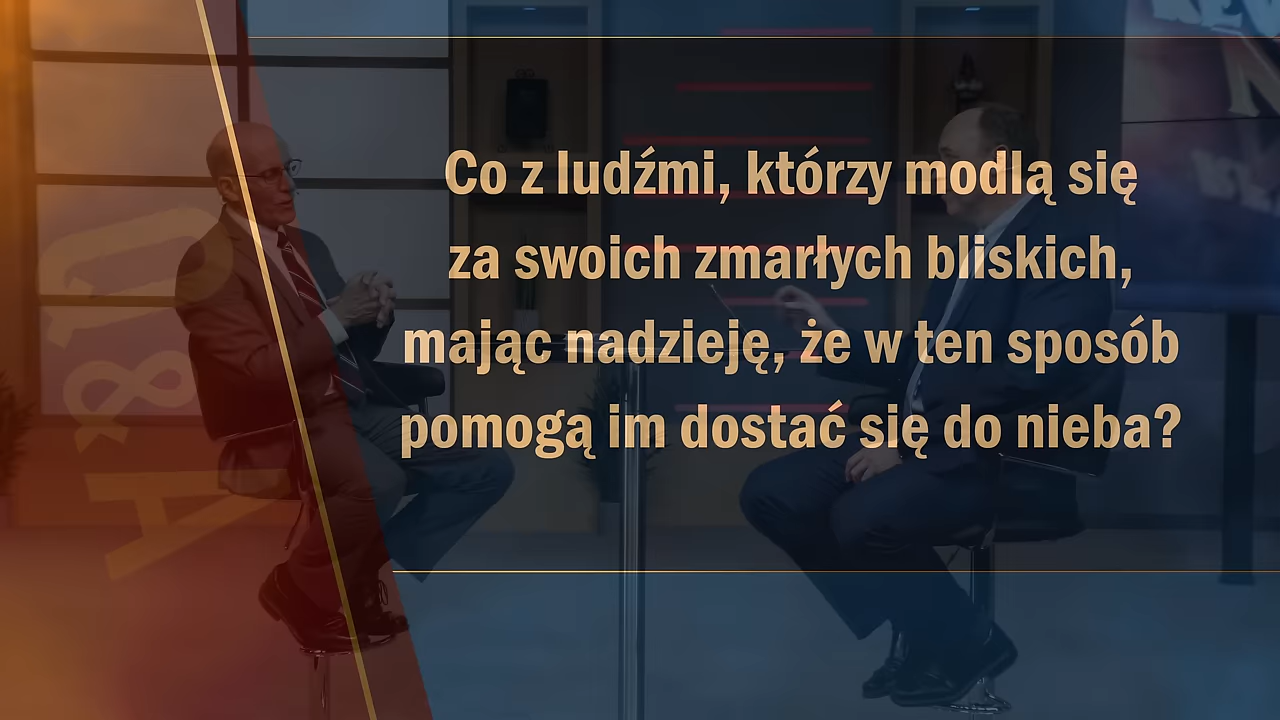 Co z ludźmi, którzy modlą się
za swoich zmarłych bliskich,
mając nadzieję, że w ten sposób
pomogą im dostać się do nieba?
Q&A